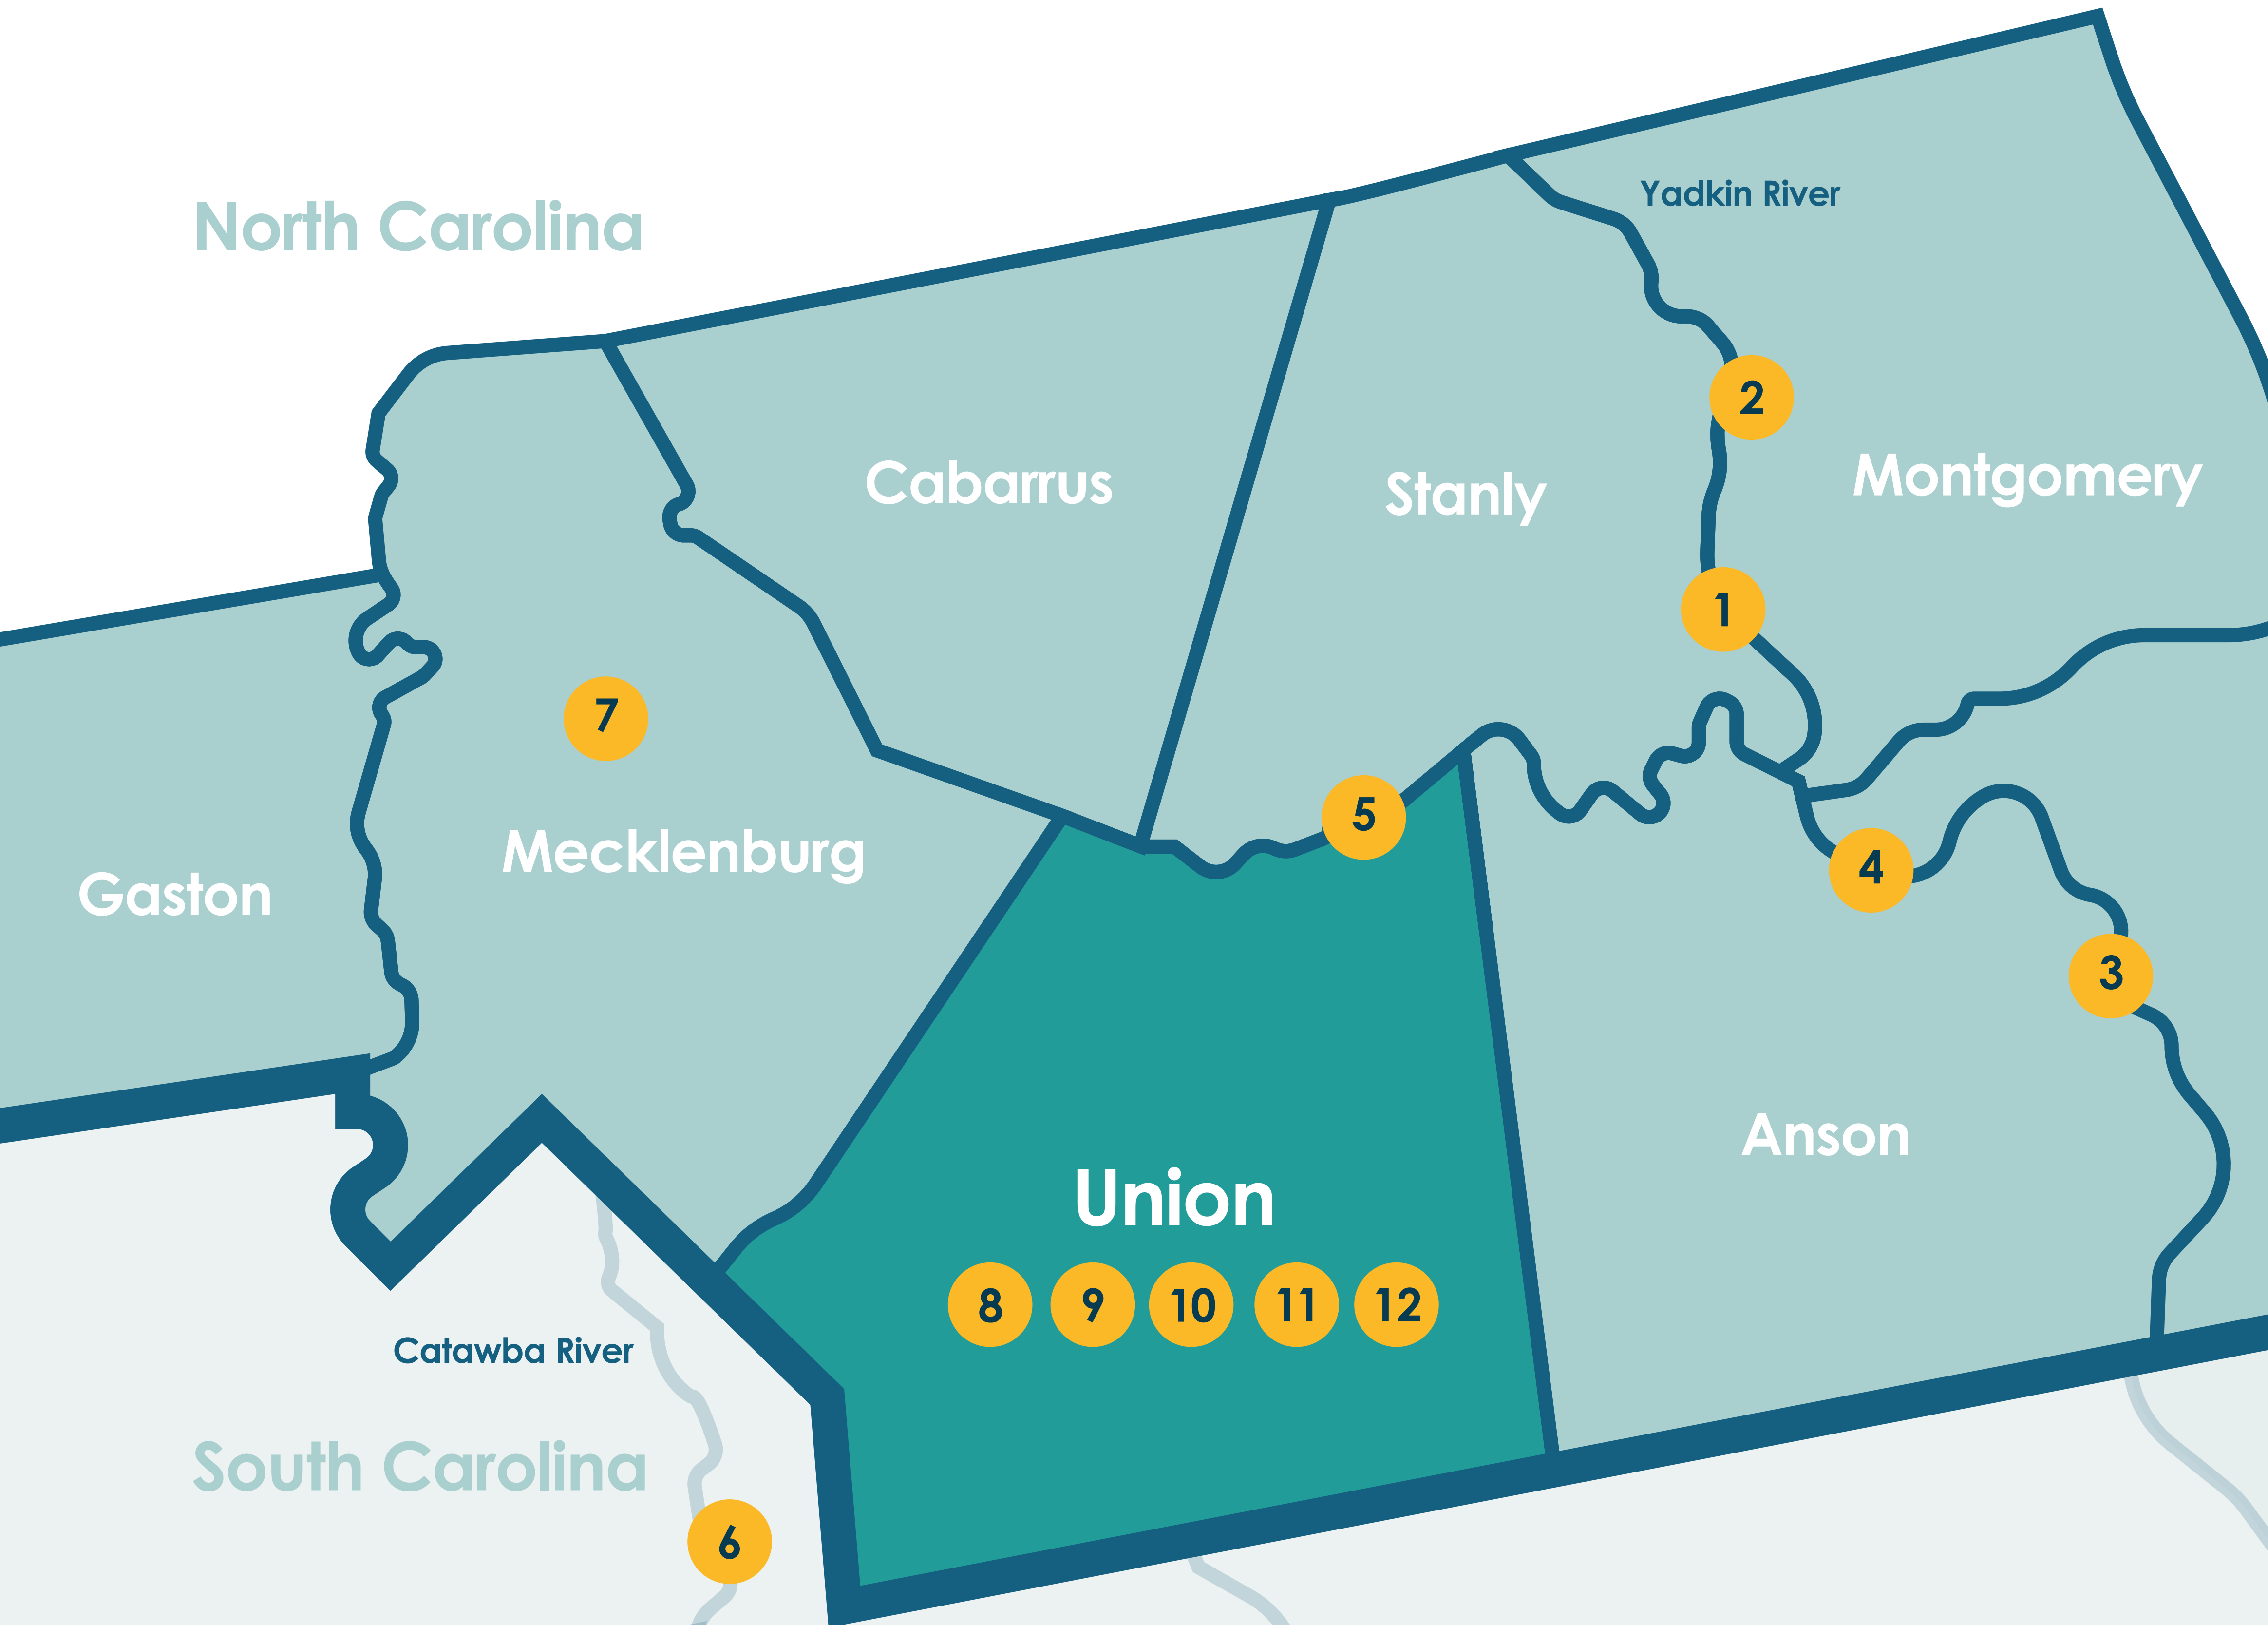 North Carolina
Yadkin River
2
Cabarrus
Stanly
Montgomery
1
7
5
Mecklenburg
Gaston
4
3
Anson
Union
8 9 10 11 12
Catawba River
South Carolina
6